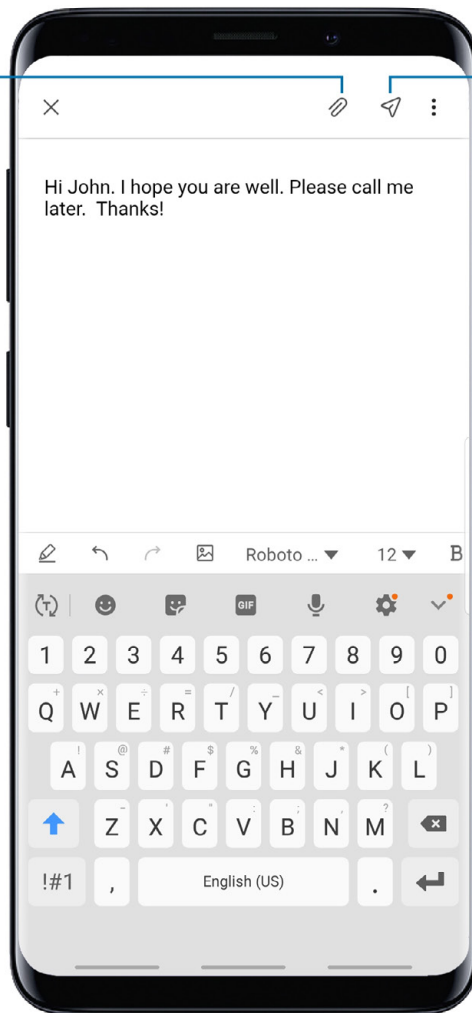 Hi John. I hope you are well. Please call me
later.  Thanks!
Roboto ... 12 B
GIF
1 2 3 4 5 6 7 8 9 0
+ × ÷ = / _ < > [ ]
Q W E R T Y U I O P
! @ # $ % & * ( )
A S D F G H J K L
- ' " : ; , ?
Z X C V B N M
!#1 , English (US) .